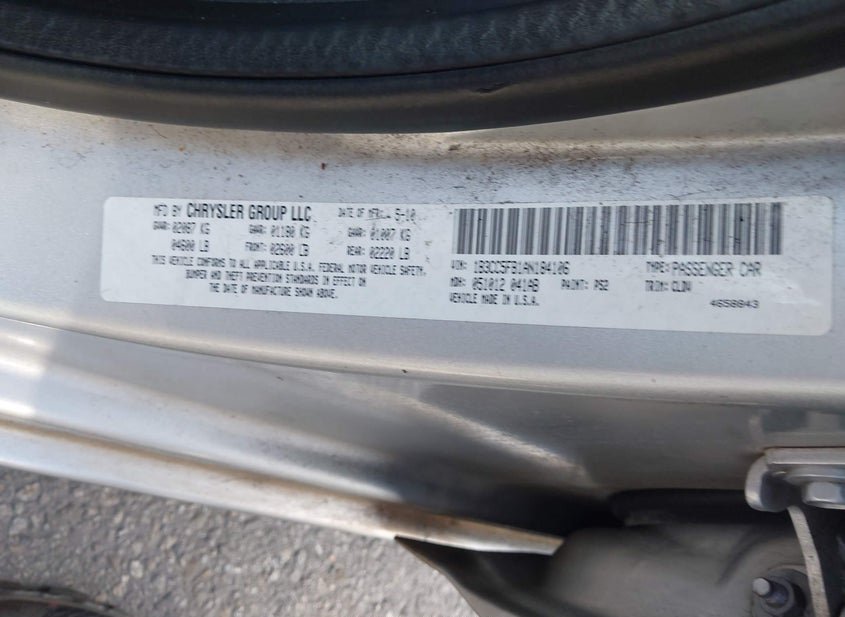 MFD BY CHRYSLER GROUP LLC DATE OF MFR.: 5-10
GVWR: 02087 KG GAWR: 01180 KG GAWR: 01007 KG
04600 LB FRONT: 02600 LB REAR: 02220 LB
THIS VEHICLE CONFORMS TO ALL APPLICABLE U.S.A. FEDERAL MOTOR VEHICLE SAFETY,
BUMPER AND THEFT PREVENTION STANDARDS IN EFFECT ON
THE DATE OF MANUFACTURE SHOWN ABOVE.
VIN: 1B3CC5FB1AN184106 TYPE: PASSENGER CAR
MDH: 051012 041AB PAINT: PS2 TRIM: CLDV
VEHICLE MADE IN U.S.A. 4658843